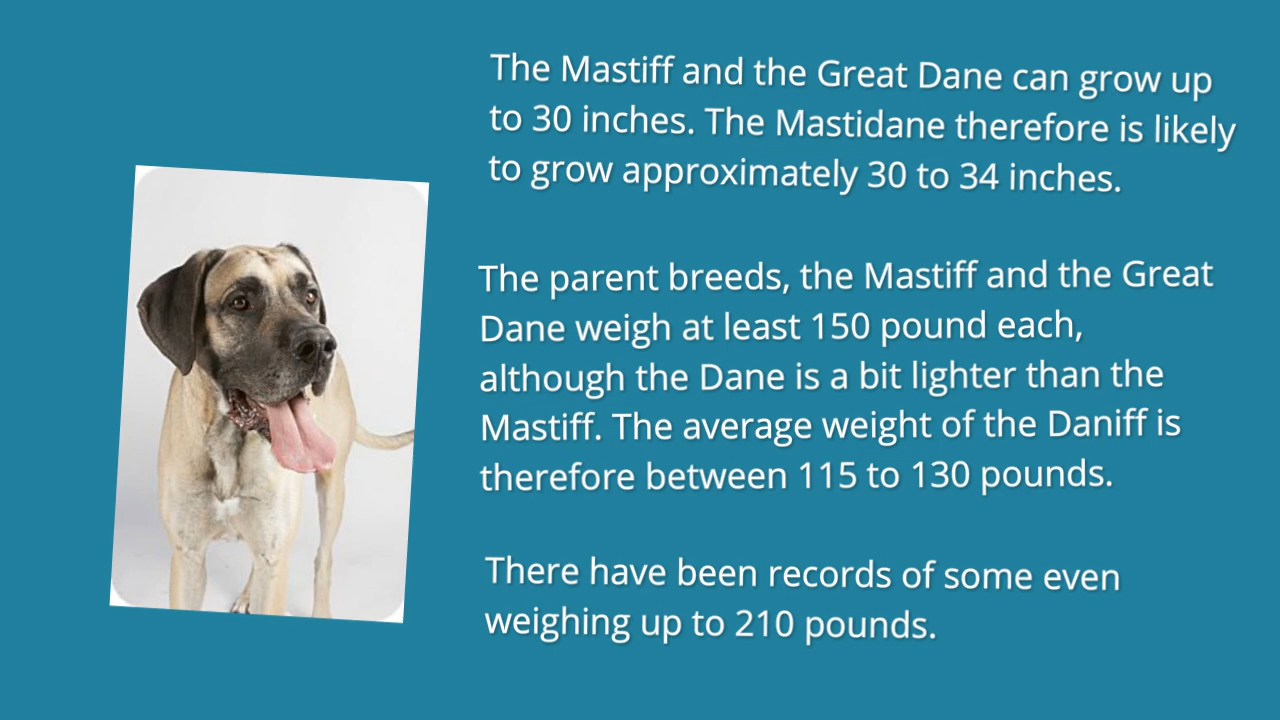 The Mastiff and the Great Dane can grow up
to 30 inches. The Mastidane therefore is likely
to grow approximately 30 to 34 inches.
The parent breeds, the Mastiff and the Great
Dane weigh at least 150 pound each,
although the Dane is a bit lighter than the
Mastiff. The average weight of the Daniff is
therefore between 115 to 130 pounds.
There have been records of some even
weighing up to 210 pounds.